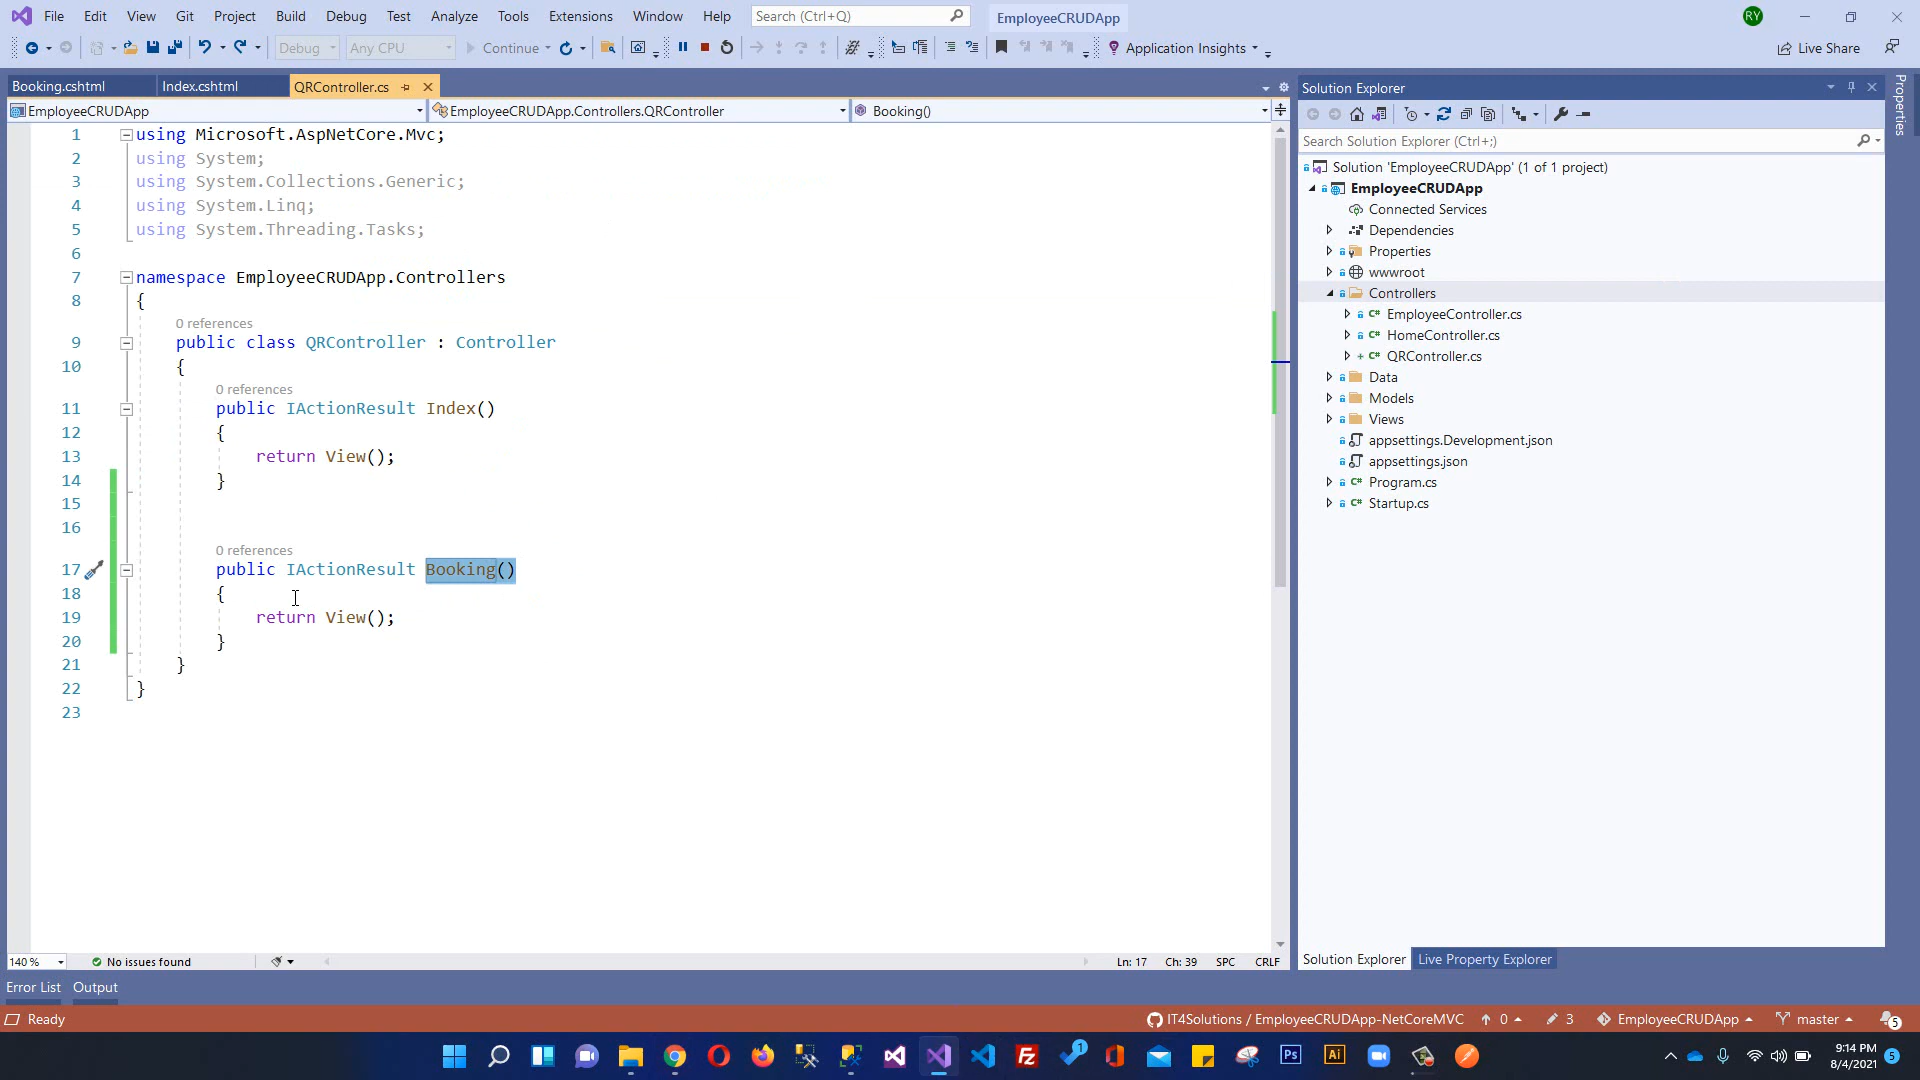 File Edit View Git Project Build Debug Test Analyze Tools Extensions Window Help Search (Ctrl+Q) EmployeeCRUDApp RY
Debug Any CPU Continue Application Insights Live Share
Booking.cshtml Index.cshtml QRController.cs
EmployeeCRUDApp EmployeeCRUDApp.Controllers.QRController Booking()
1 using Microsoft.AspNetCore.Mvc;
2 using System;
3 using System.Collections.Generic;
4 using System.Linq;
5 using System.Threading.Tasks;
6
7 namespace EmployeeCRUDApp.Controllers
8 {
0 references
9 public class QRController : Controller
10 {
0 references
11 public IActionResult Index()
12 {
13 return View();
14 }
15
16
0 references
17 public IActionResult Booking()
18 {
19 return View();
20 }
21 }
22 }
23
140 % No issues found Ln: 17 Ch: 39 SPC CRLF
Solution Explorer
Search Solution Explorer (Ctrl+;)
Solution 'EmployeeCRUDApp' (1 of 1 project)
EmployeeCRUDApp
Connected Services
Dependencies
Properties
wwwroot
Controllers
EmployeeController.cs
HomeController.cs
QRController.cs
Data
Models
Views
appsettings.Development.json
appsettings.json
Program.cs
Startup.cs
Solution Explorer Live Property Explorer
Properties
Error List Output
Ready IT4Solutions / EmployeeCRUDApp-NetCoreMVC 0 3 EmployeeCRUDApp master 5
1 Ps Ai 9:14 PM 5
8/4/2021